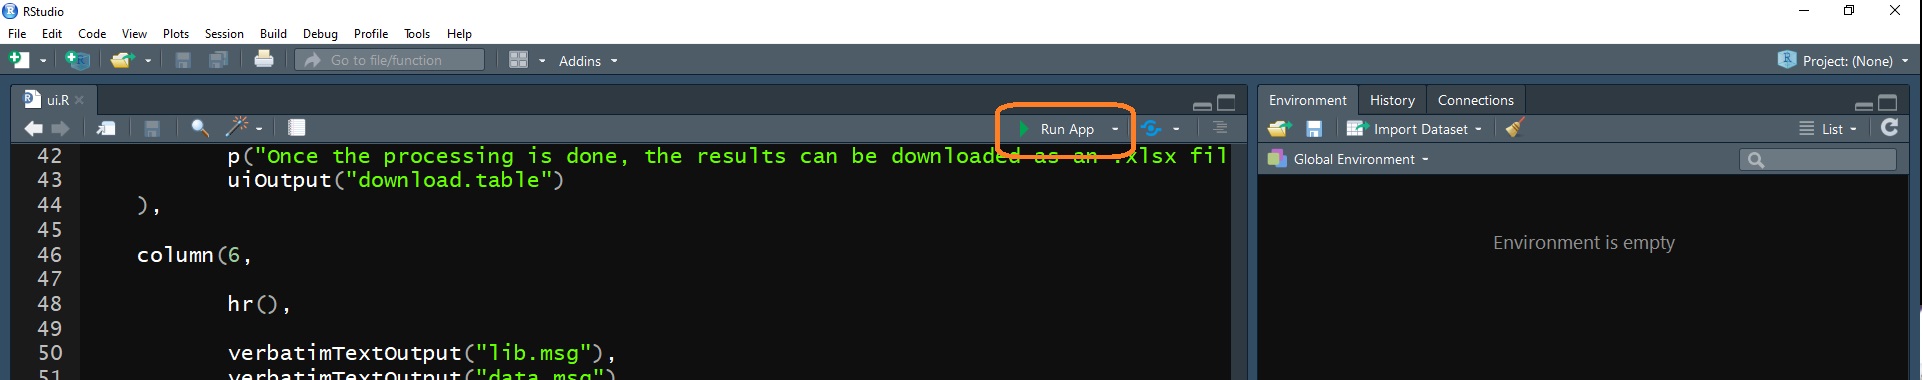 RStudio
File Edit Code View Plots Session Build Debug Profile Tools Help
Go to file/function Addins Project: (None)
ui.R
Run App
42 p("Once the processing is done, the results can be downloaded as an .xlsx fil
43 uiOutput("download.table")
44 ),
45
46 column(6,
47
48 hr(),
49
50 verbatimTextOutput("lib.msg"),
51 verbatimTextOutput("data.msg")
Environment History Connections
Import Dataset List
Global Environment
Environment is empty